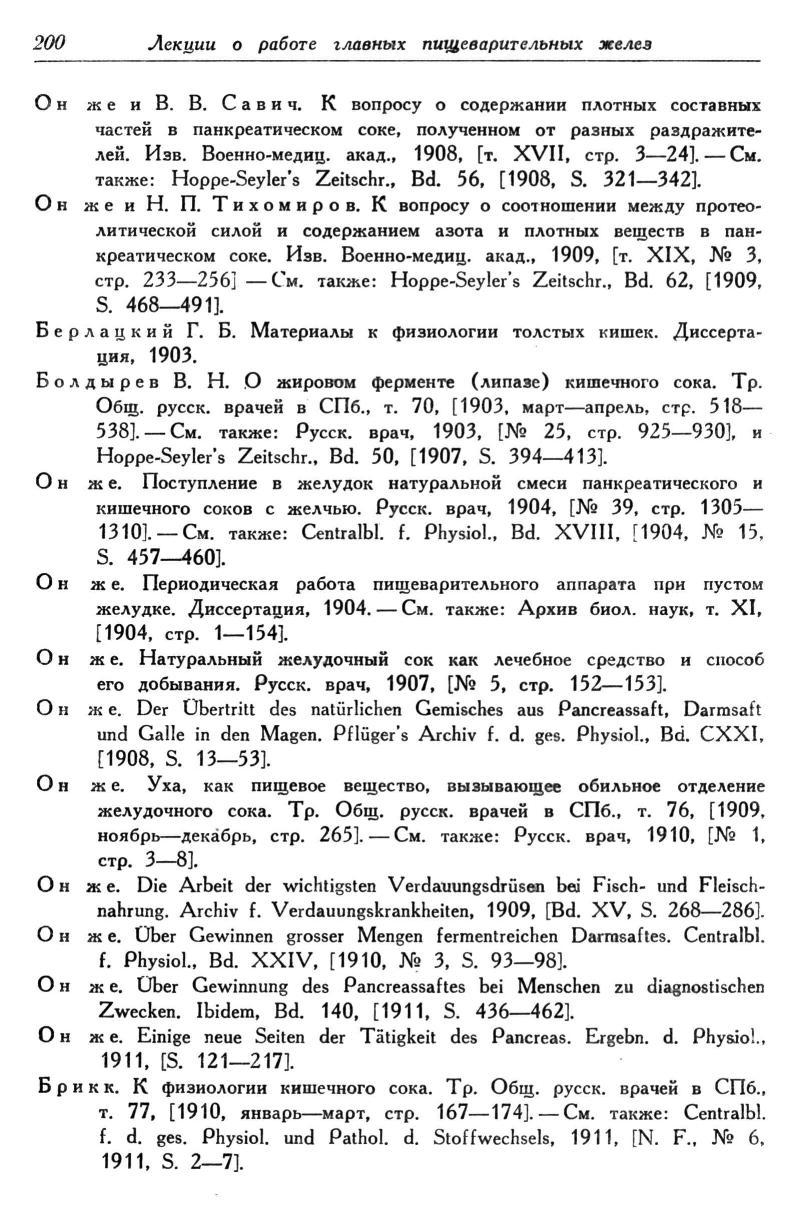 200 Лекции о работе главных пищеварительных желез
Он же и В. В. Савич. К вопросу о содержании плотных составных
частей в панкреатическом соке, полученном от разных раздражите-
лей. Изв. Военно-медиц. акад., 1908, [т. XVII, стр. 3—24]. — См.
также: Hoppe-Seyler's Zeitschr., Bd. 56, [1908, S. 321—342].
Он же и Н. П. Тихомиров. К вопросу о соотношении между протео-
литической силой и содержанием азота и плотных веществ в пан-
креатическом соке. Изв. Военно-медиц. акад., 1909, [т. XIX, № 3,
стр. 233—256] — См. также: Hoppe-Seyler's Zeitschr., Bd. 62, [1909,
S. 468—491].
Берлацкий Г. Б. Материалы к физиологии толстых кишек. Диссерта-
ция, 1903.
Болдырев В. Н. О жировом ферменте (липазе) кишечного сока. Тр.
Общ. русск. врачей в СПб., т. 70, [1903, март—апрель, стр. 518—
538]. — См. также: Русск. врач, 1903, [№ 25, стр. 925—930], и
Hoppe-Seyler's Zeitschr., Bd. 50, [1907, S. 394—413].
Он же. Поступление в желудок натуральной смеси панкреатического и
кишечного соков с желчью. Русск. врач, 1904, [№ 39, стр. 1305—
1310]. — См. также: Centralbl. f. Physiol., Bd. XVIII, [1904, № 15,
S. 457—460].
Он же. Периодическая работа пищеварительного аппарата при пустом
желудке. Диссертация, 1904. — См. также: Архив биол. наук, т. XI,
[1904, стр. 1—154].
Он же. Натуральный желудочный сок как лечебное средство и способ
его добывания. Русск. врач, 1907, [№ 5, стр. 152—153].
Он же. Der Übertritt des natürlichen Gemisches aus Pancreassaft, Darmsaft
und Galle in den Magen. Pflüger's Archiv f. d. ges. Physiol., Bd. CXXI,
[1908, S. 13—53].
Он же. Уха, как пищевое вещество, вызывающее обильное отделение
желудочного сока. Тр. Общ. русск. врачей в СПб., т. 76, [1909,
ноябрь—декабрь, стр. 265]. — См. также: Русск. врач, 1910, [№ 1,
стр. 3—8].
Он же. Die Arbeit der wichtigsten Verdauungsdrüsen bei Fisch- und Fleisch-
nahrung. Archiv f. Verdauungskrankheiten, 1909, [Bd. XV, S. 268—286].
Он же. Über Gewinnen grosser Mengen fermentreichen Darmsaftes. Centralbl.
f. Physiol., Bd. XXIV, [1910, № 3, S. 93—98].
Он же. Über Gewinnung des Pancreassaftes bei Menschen zu diagnostischen
Zwecken. Ibidem, Bd. 140, [1911, S. 436—462].
Он же. Einige neue Seiten der Tätigkeit des Pancreas. Ergebn. d. Physiol.,
1911, [S. 121—217].
Брикк. К физиологии кишечного сока. Тр. Общ. русск. врачей в СПб.,
т. 77, [1910, январь—март, стр. 167—174]. — См. также: Centralbl.
f. d. ges. Physiol. und Pathol. d. Stoffwechsels, 1911, [N. F., № 6,
1911, S. 2—7].